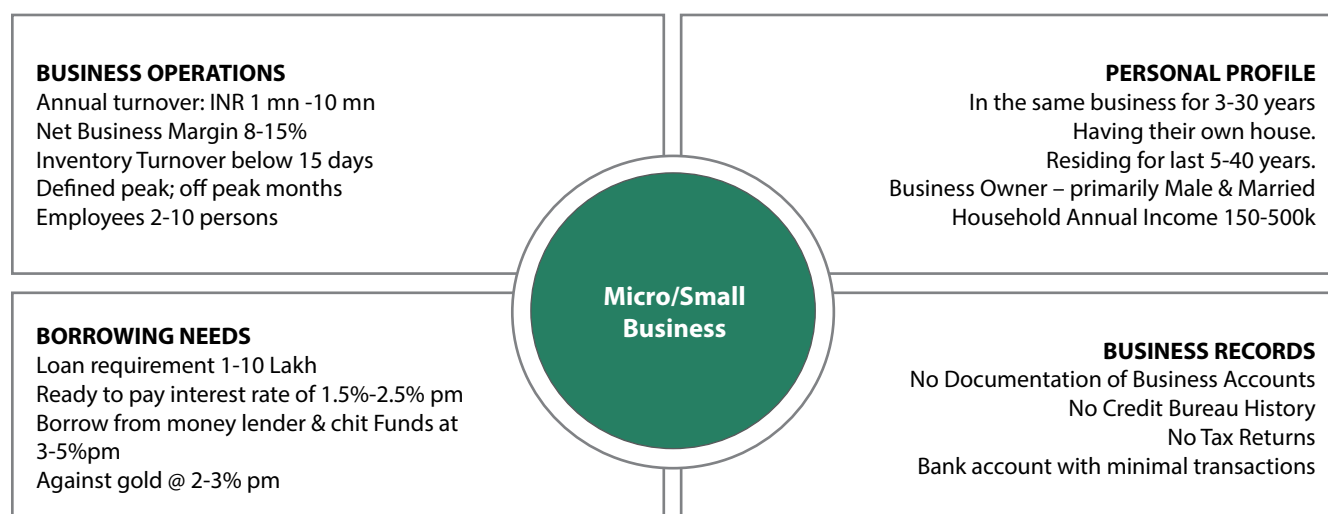 BUSINESS OPERATIONS
Annual turnover: INR 1 mn -10 mn
Net Business Margin 8-15%
Inventory Turnover below 15 days
Defined peak; off peak months
Employees 2-10 persons
PERSONAL PROFILE
In the same business for 3-30 years
Having their own house.
Residing for last 5-40 years.
Business Owner – primarily Male & Married
Household Annual Income 150-500k
Micro/Small
Business
BORROWING NEEDS
Loan requirement 1-10 Lakh
Ready to pay interest rate of 1.5%-2.5% pm
Borrow from money lender & chit Funds at
3-5%pm
Against gold @ 2-3% pm
BUSINESS RECORDS
No Documentation of Business Accounts
No Credit Bureau History
No Tax Returns
Bank account with minimal transactions